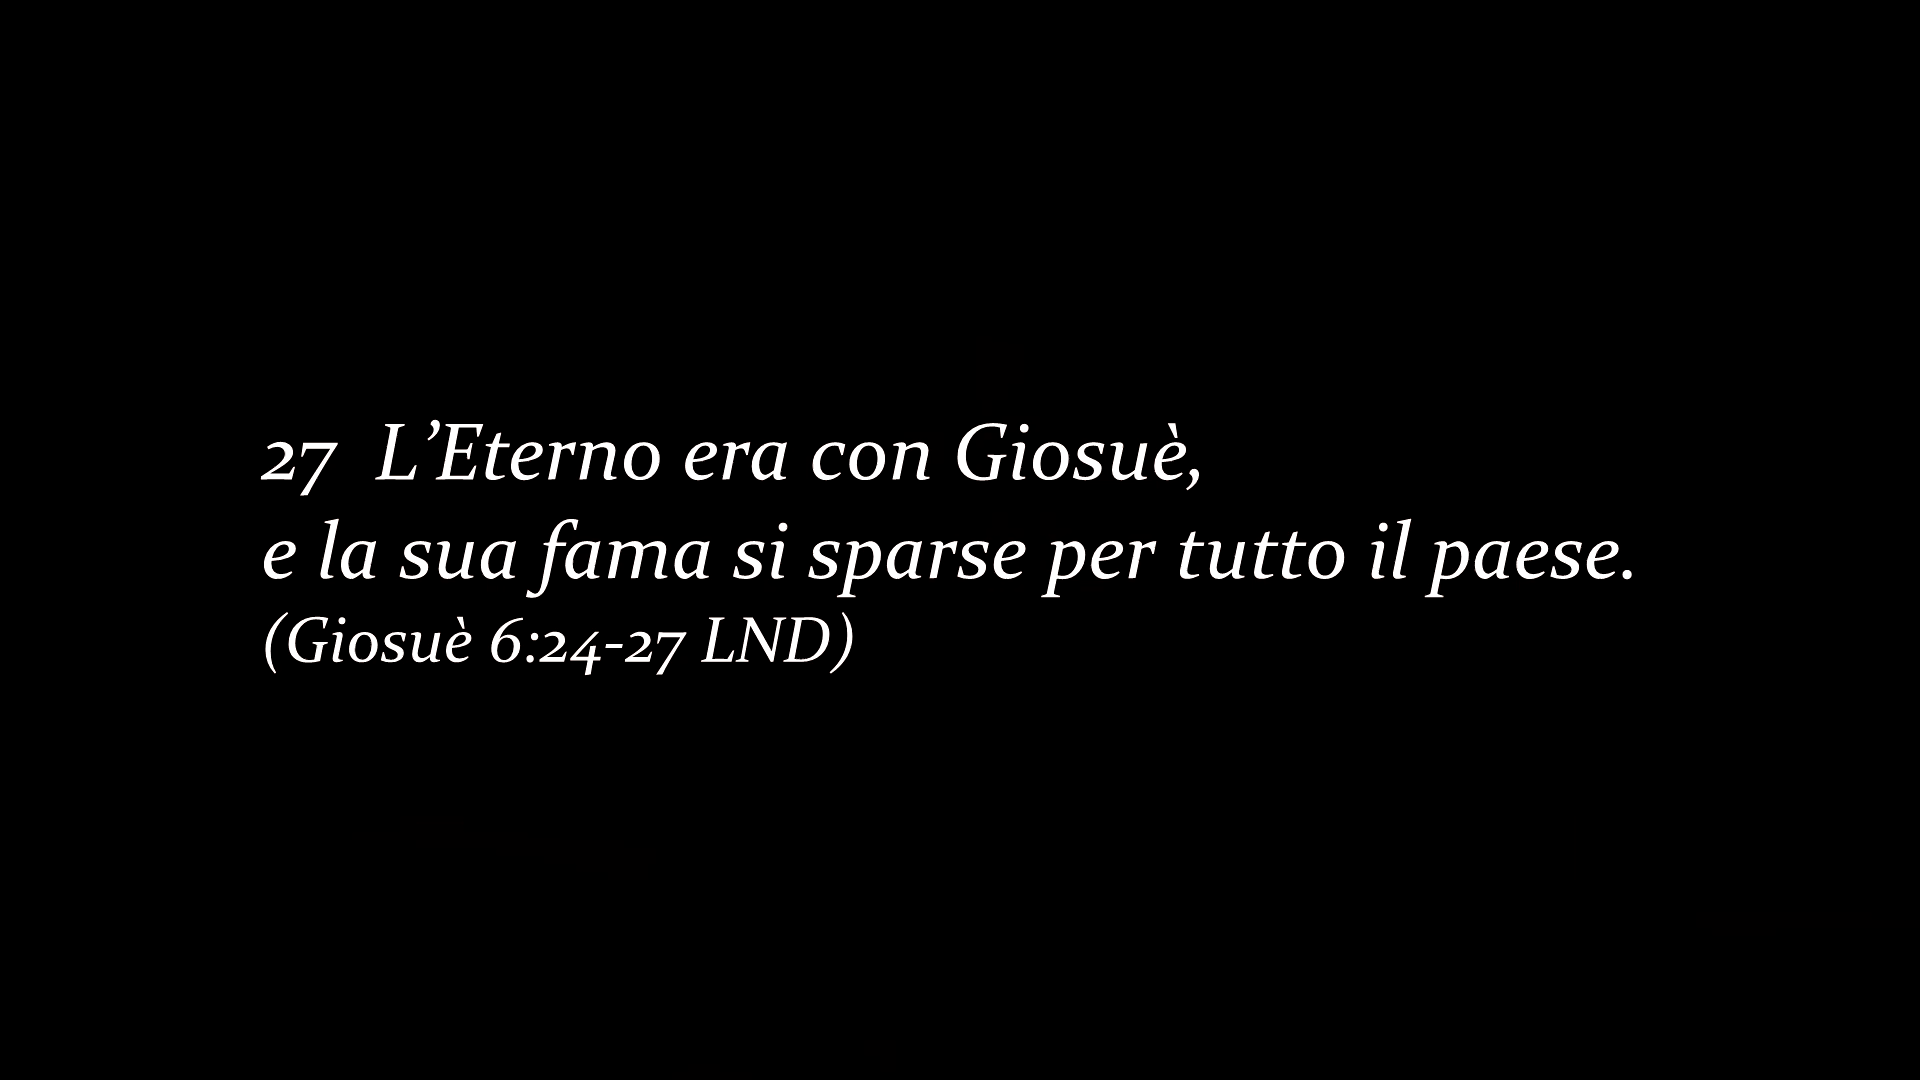 27  L’Eterno era con Giosuè,
e la sua fama si sparse per tutto il paese.
(Giosuè 6:24-27 LND)